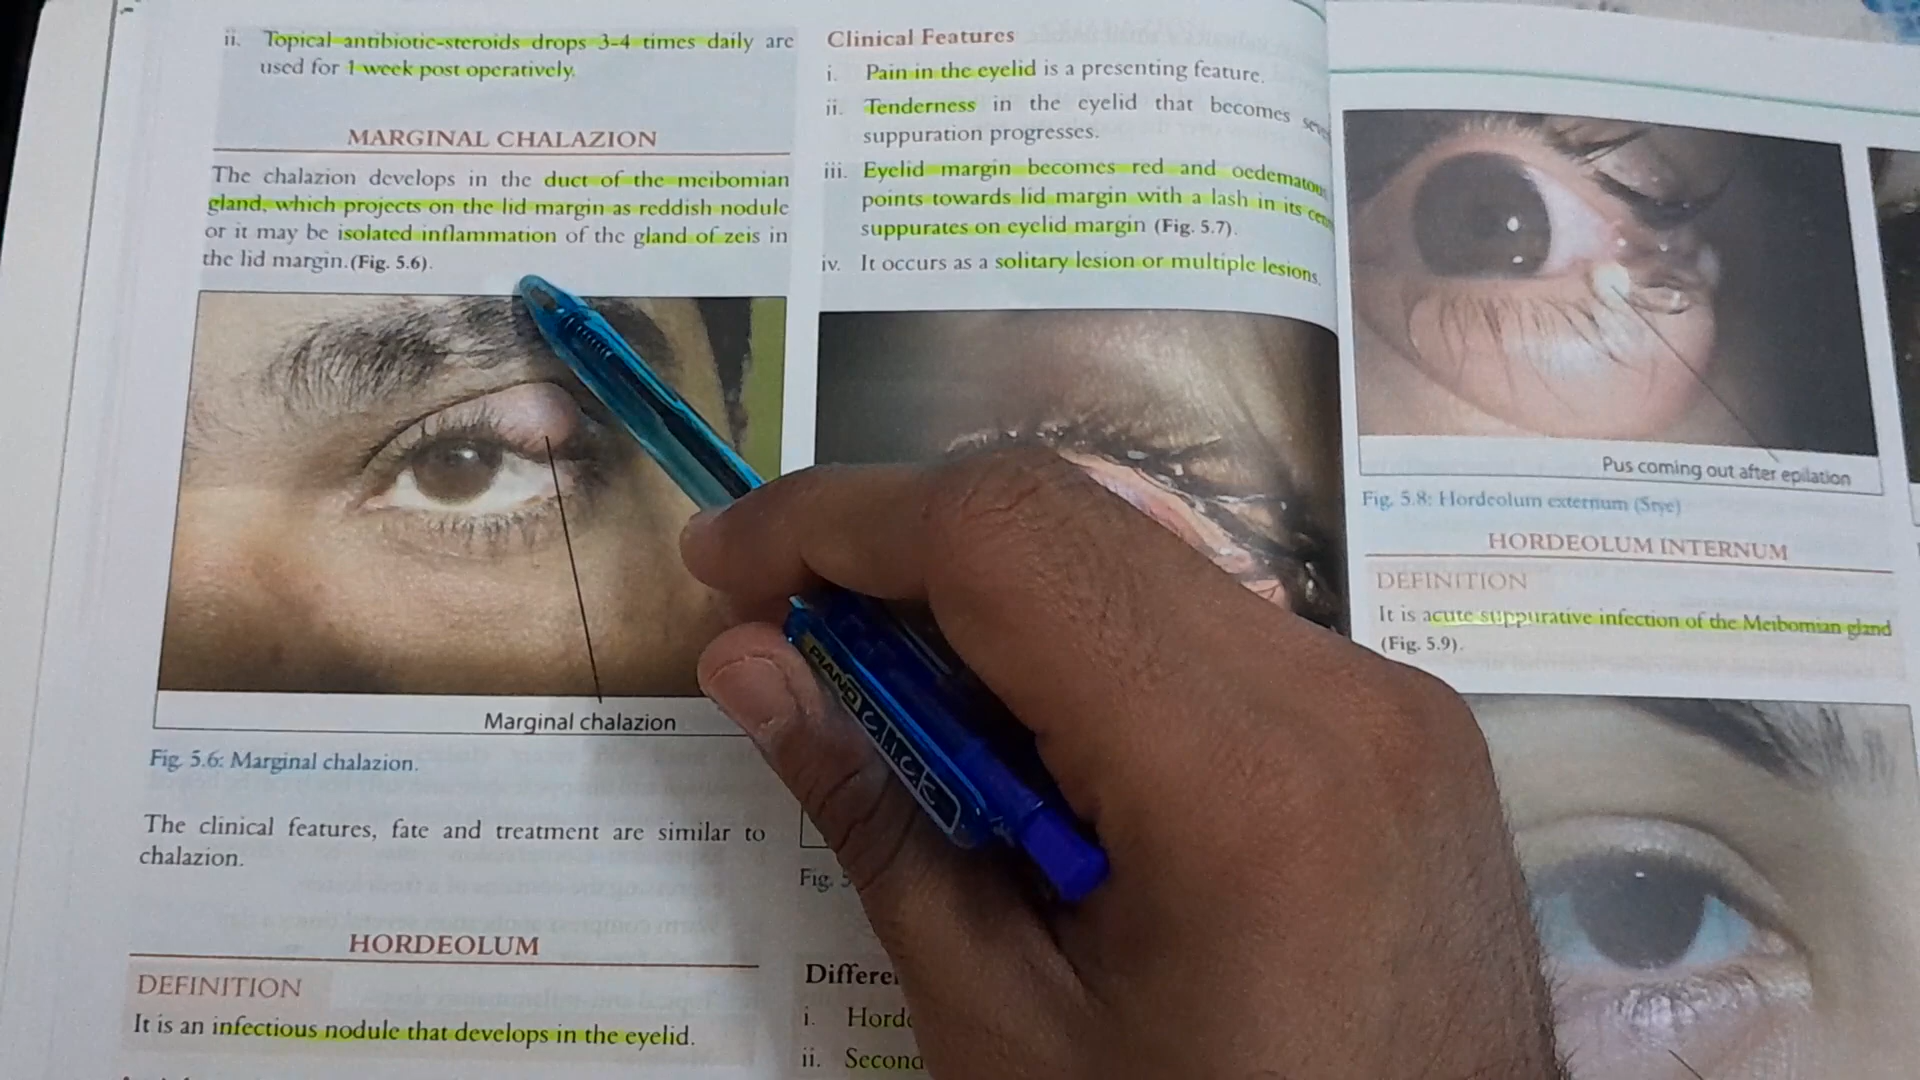 ii. Topical antibiotic-steroids drops 3-4 times daily are
used for 1 week post operatively.
MARGINAL CHALAZION
The chalazion develops in the duct of the meibomian
gland, which projects on the lid margin as reddish nodule
or it may be isolated inflammation of the gland of zeis in
the lid margin.(Fig. 5.6).
Marginal chalazion
Fig. 5.6: Marginal chalazion.
The clinical features, fate and treatment are similar to
chalazion.
HORDEOLUM
DEFINITION
It is an infectious nodule that develops in the eyelid.
Clinical Features
i. Pain in the eyelid is a presenting feature.
ii. Tenderness in the eyelid that becomes
suppuration progresses.
iii. Eyelid margin becomes red and oedematou
points towards lid margin with a lash in its cen
suppurates on eyelid margin (Fig. 5.7).
iv. It occurs as a solitary lesion or multiple lesions.
Fig. 5
Differe
i. Horde
ii. Second
Pus coming out after epilation
Fig. 5.8: Hordeolum externum (Stye)
HORDEOLUM INTERNUM
DEFINITION
It is acute suppurative infection of the Meibomian gland
(Fig. 5.9).
PIANO click